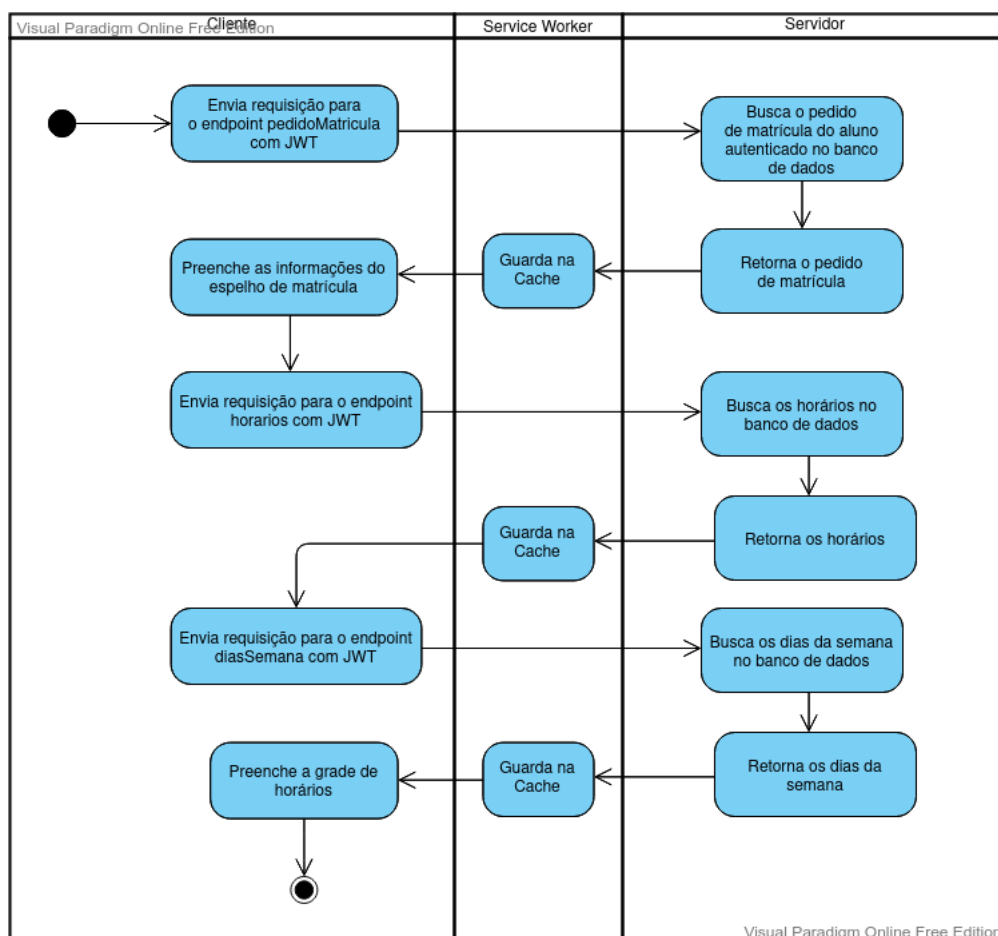 Visual Paradigm Online Free Edition
Cliente
Service Worker
Servidor
Envia requisição para
o endpoint pedidoMatricula
com JWT
Busca o pedido
de matrícula do aluno
autenticado no banco
de dados
Preenche as informações do
espelho de matrícula
Guarda na
Cache
Retorna o pedido
de matrícula
Envia requisição para o endpoint
horarios com JWT
Busca os horários no
banco de dados
Guarda na
Cache
Retorna os horários
Envia requisição para o endpoint
diasSemana com JWT
Busca os dias da semana
no banco de dados
Preenche a grade de
horários
Guarda na
Cache
Retorna os dias da
semana
Visual Paradigm Online Free Edition